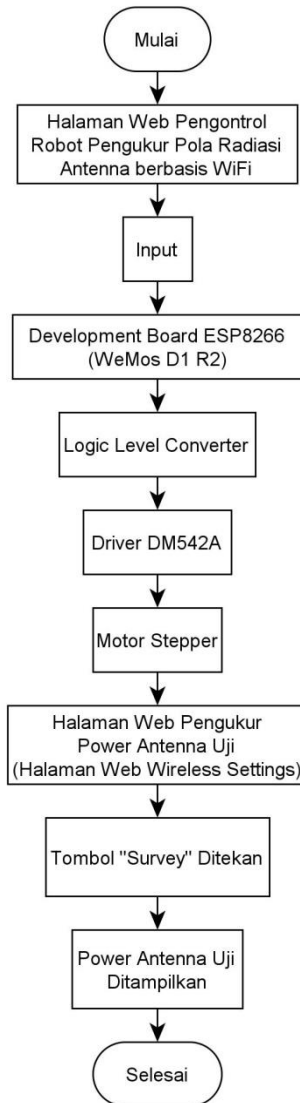 Mulai
Halaman Web Pengontrol
Robot Pengukur Pola Radiasi
Antenna berbasis WiFi
Input
Development Board ESP8266
(WeMos D1 R2)
Logic Level Converter
Driver DM542A
Motor Stepper
Halaman Web Pengukur
Power Antenna Uji
(Halaman Web Wireless Settings)
Tombol "Survey" Ditekan
Power Antenna Uji
Ditampilkan
Selesai